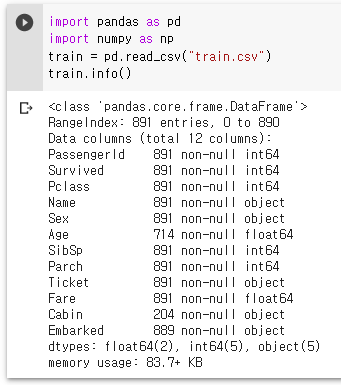 import pandas as pd
import numpy as np
train = pd.read_csv("train.csv")
train.info()
<class 'pandas.core.frame.DataFrame'>
RangeIndex: 891 entries, 0 to 890
Data columns (total 12 columns):
PassengerId    891 non-null int64
Survived       891 non-null int64
Pclass         891 non-null int64
Name           891 non-null object
Sex            891 non-null object
Age            714 non-null float64
SibSp          891 non-null int64
Parch          891 non-null int64
Ticket         891 non-null object
Fare           891 non-null float64
Cabin          204 non-null object
Embarked       889 non-null object
dtypes: float64(2), int64(5), object(5)
memory usage: 83.7+ KB